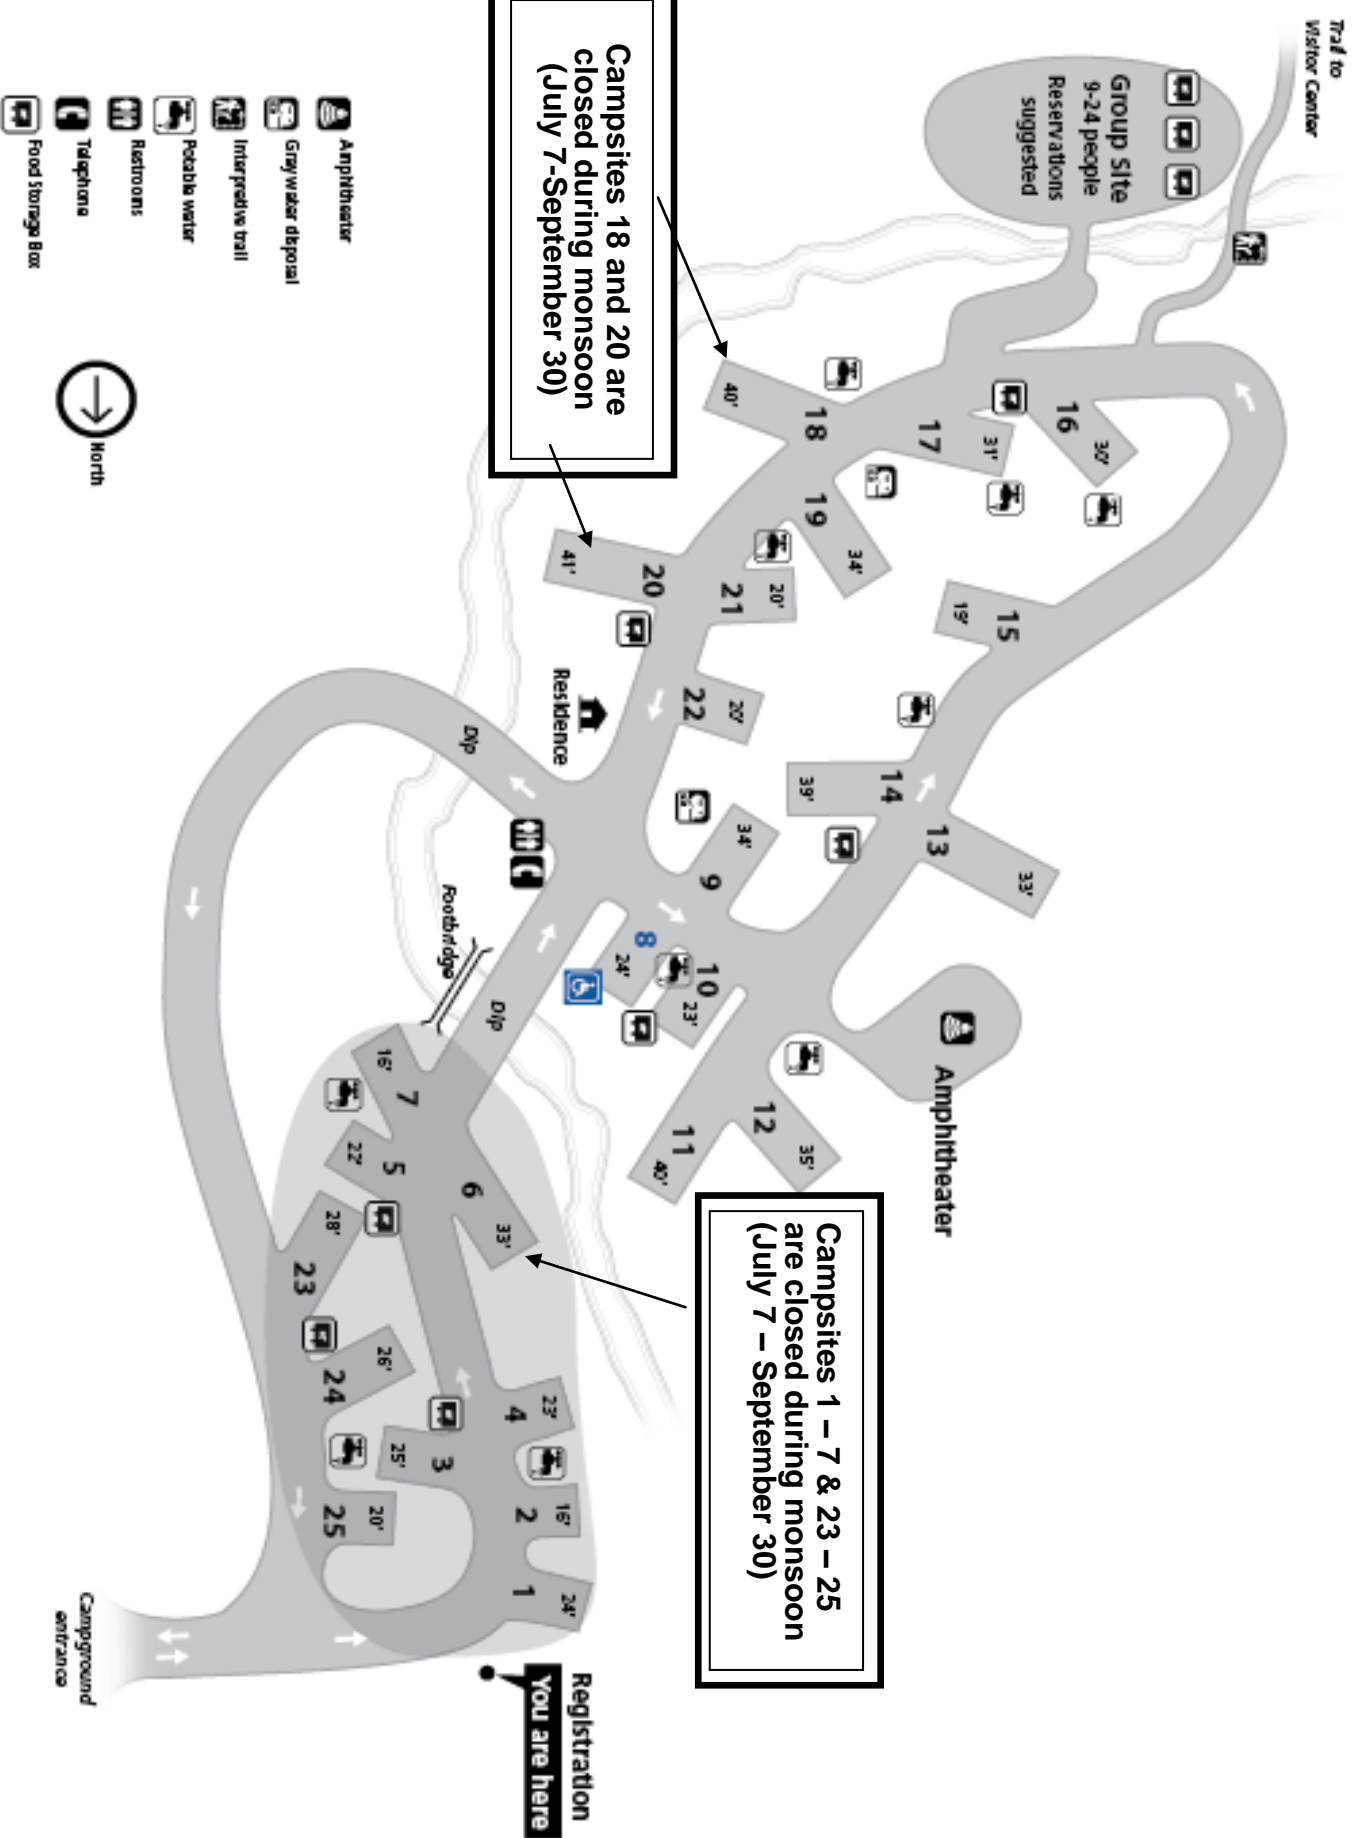 Trail to
Visitor Center
Group Site
9-24 people
Reservations
suggested
Campsites 18 and 20 are
closed during monsoon
(July 7-September 30)
Amphitheater
Gray water disposal
Interpretive trail
Potable water
Restrooms
Telephone
Food Storage Box
North
16
30'
17
31'
18
40'
19
34'
20
41'
21
20'
22
20'
15
19'
14
39'
13
33'
Residence
Dip
9
34'
8
24'
10
23'
Footbridge
Dip
Amphitheater
12
35'
11
40'
Campsites 1 – 7 & 23 – 25
are closed during monsoon
(July 7 – September 30)
7
16'
5
22'
6
33'
23
28'
24
26'
4
23'
3
25'
2
16'
25
20'
1
24'
Registration
You are here
Campground
entrance